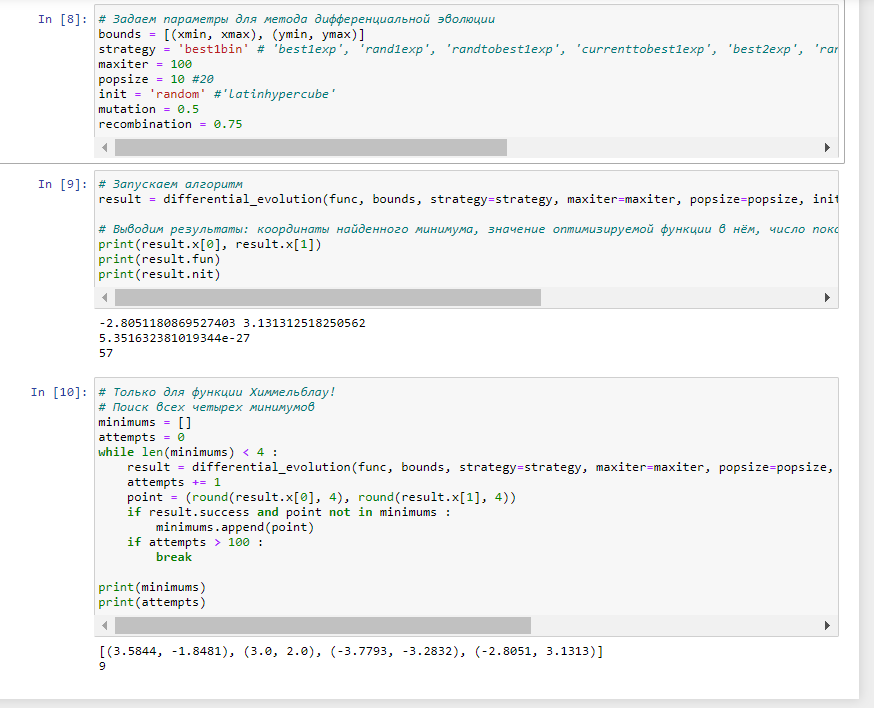 In [8]:
# Задаем параметры для метода дифференциальной эволюции
bounds = [(xmin, xmax), (ymin, ymax)]
strategy = 'best1bin' # 'best1exp', 'rand1exp', 'randtobest1exp', 'currenttobest1exp', 'best2exp',
maxiter = 100
popsize = 10 #20
init = 'random' #'latinhypercube'
mutation = 0.5
recombination = 0.75
In [9]:
# Запускаем алгоритм
result = differential_evolution(func, bounds, strategy=strategy, maxiter=maxiter, popsize=popsize, init
# Выводим результаты: координаты найденного минимума, значение оптимизируемой функции в нём, число
print(result.x[0], result.x[1])
print(result.fun)
print(result.nit)
-2.8051180869527403 3.131312518250562
5.351632381019344e-27
57
In [10]:
# Только для функции Химмельблау!
# Поиск всех четырех минимумов
minimums = []
attempts = 0
while len(minimums) < 4 :
    result = differential_evolution(func, bounds, strategy=strategy, maxiter=maxiter, popsize=popsize,
    attempts += 1
    point = (round(result.x[0], 4), round(result.x[1], 4))
    if result.success and point not in minimums :
        minimums.append(point)
    if attempts > 100 :
        break
print(minimums)
print(attempts)
[(3.5844, -1.8481), (3.0, 2.0), (-3.7793, -3.2832), (-2.8051, 3.1313)]
9